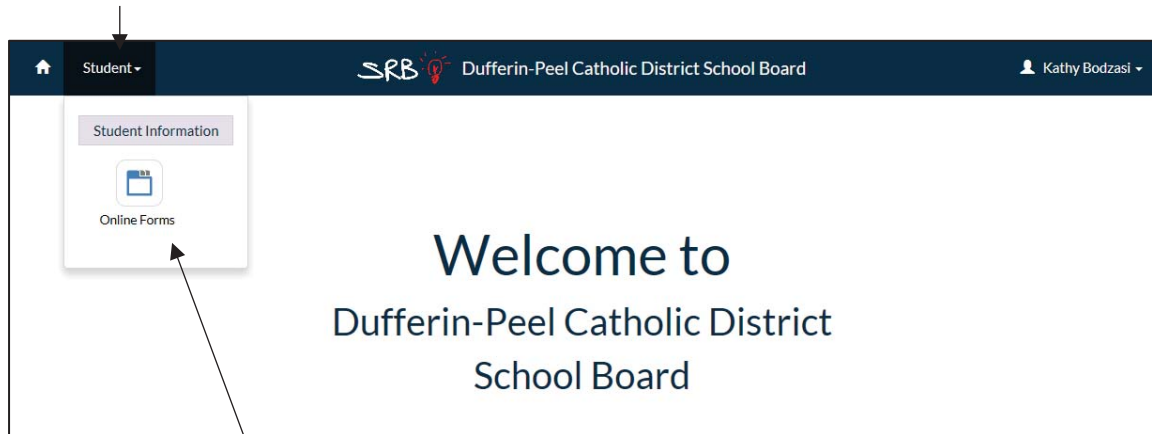 Student
SRB Dufferin-Peel Catholic District School Board
Kathy Bodzasi
Student Information
Online Forms
Welcome to
Dufferin-Peel Catholic District
School Board